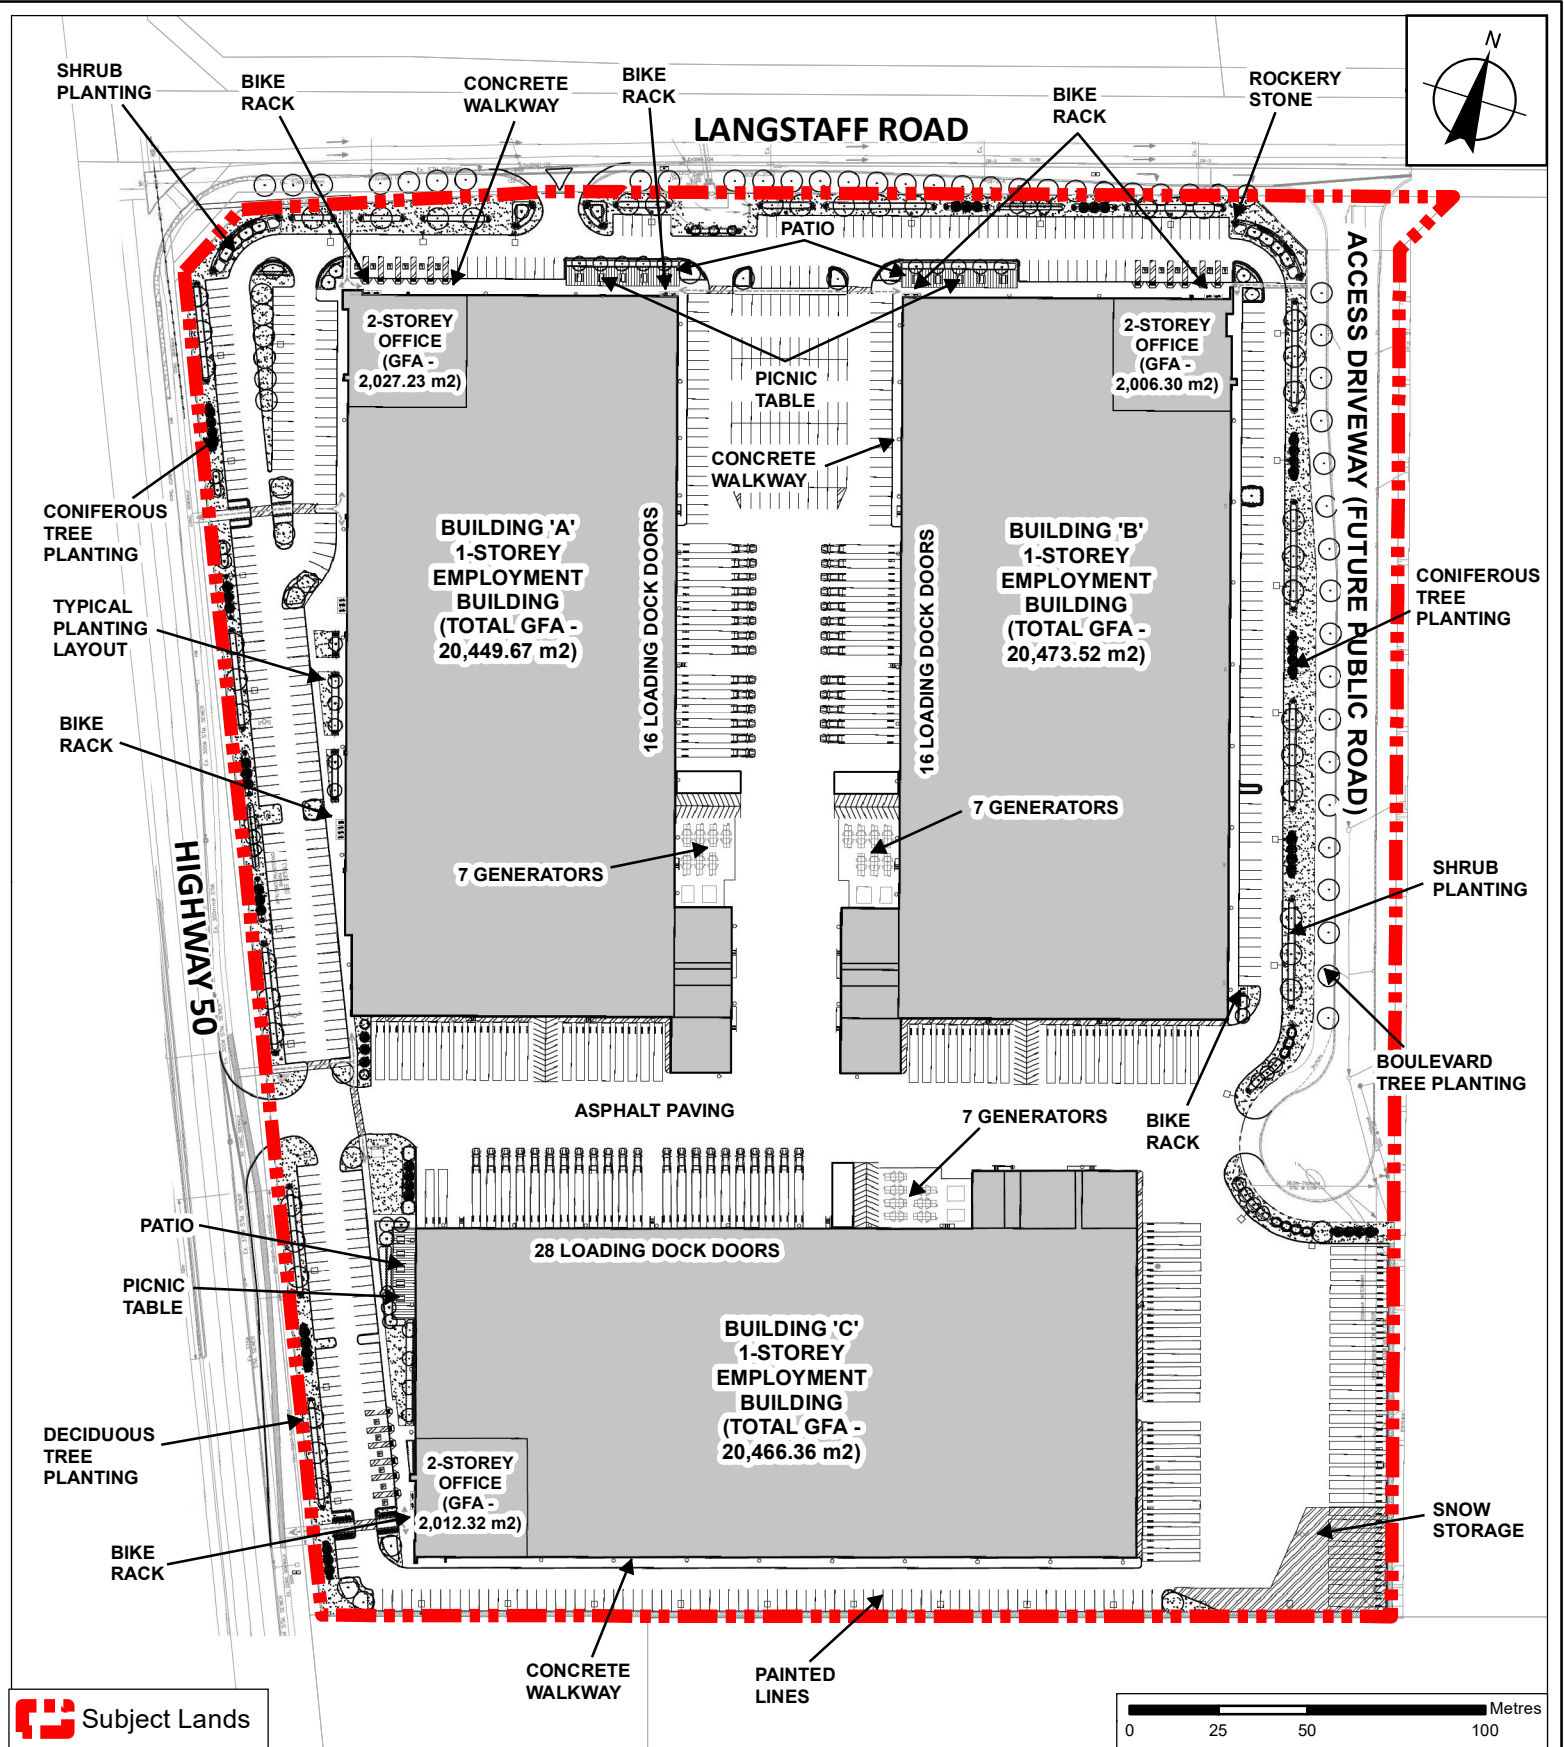 N
SHRUB
PLANTING
BIKE
RACK
CONCRETE
WALKWAY
BIKE
RACK
LANGSTAFF ROAD
BIKE
RACK
ROCKERY
STONE
PATIO
2-STOREY
OFFICE
(GFA -
2,027.23 m2)
2-STOREY
OFFICE
(GFA -
2,006.30 m2)
PICNIC
TABLE
CONCRETE
WALKWAY
ACCESS DRIVEWAY (FUTURE PUBLIC ROAD)
CONIFEROUS
TREE
PLANTING
BUILDING 'A'
1-STOREY
EMPLOYMENT
BUILDING
(TOTAL GFA -
20,449.67 m2)
16 LOADING DOCK DOORS
16 LOADING DOCK DOORS
BUILDING 'B'
1-STOREY
EMPLOYMENT
BUILDING
(TOTAL GFA -
20,473.52 m2)
CONIFEROUS
TREE
PLANTING
TYPICAL
PLANTING
LAYOUT
BIKE
RACK
7 GENERATORS
7 GENERATORS
HIGHWAY 50
SHRUB
PLANTING
BOULEVARD
TREE PLANTING
ASPHALT PAVING
7 GENERATORS
BIKE
RACK
PATIO
PICNIC
TABLE
28 LOADING DOCK DOORS
BUILDING 'C'
1-STOREY
EMPLOYMENT
BUILDING
(TOTAL GFA -
20,466.36 m2)
DECIDUOUS
TREE
PLANTING
2-STOREY
OFFICE
(GFA -
2,012.32 m2)
SNOW
STORAGE
BIKE
RACK
CONCRETE
WALKWAY
PAINTED
LINES
Subject Lands
Metres
0 25 50 100